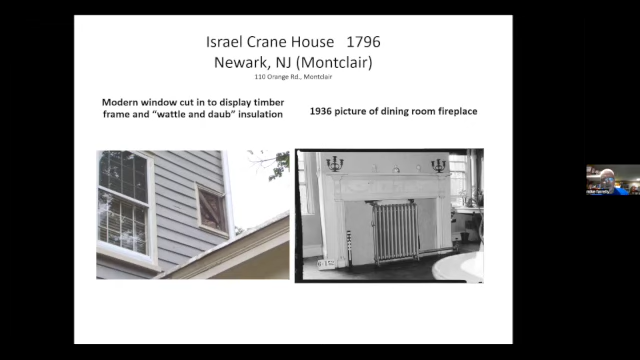 Israel Crane House 1796
Newark, NJ (Montclair)
110 Orange Rd., Montclair
Modern window cut in to display timber
frame and "wattle and daub" insulation
1936 picture of dining room fireplace